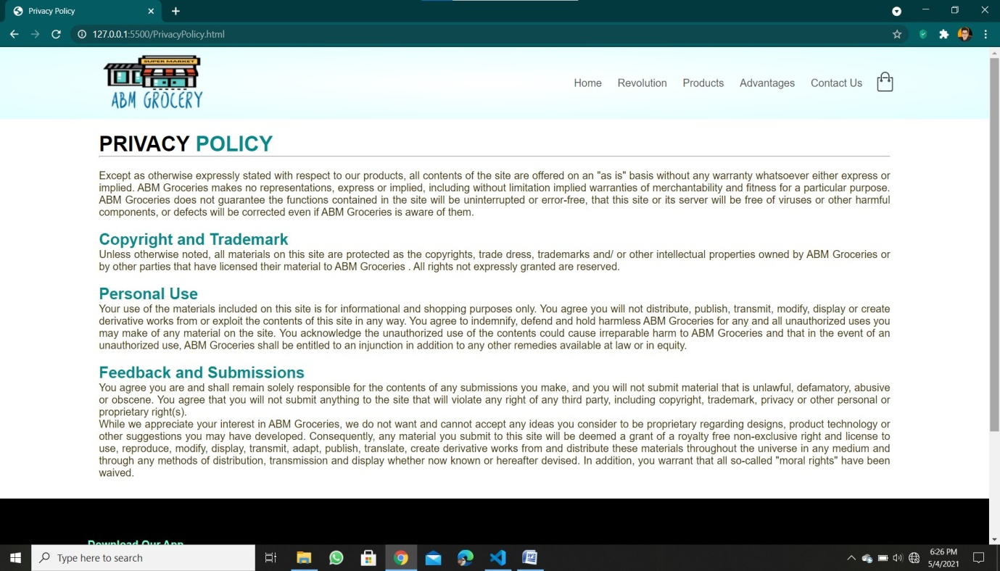 Privacy Policy
127.0.0.1:5500/PrivacyPolicy.html
SUPER MARKET
ABM GROCERY
Home Revolution Products Advantages Contact Us
PRIVACY POLICY
Except as otherwise expressly stated with respect to our products, all contents of the site are offered on an "as is" basis without any warranty whatsoever either express or
implied. ABM Groceries makes no representations, express or implied, including without limitation implied warranties of merchantability and fitness for a particular purpose.
ABM Groceries does not guarantee the functions contained in the site will be uninterrupted or error-free, that this site or its server will be free of viruses or other harmful
components, or defects will be corrected even if ABM Groceries is aware of them.
Copyright and Trademark
Unless otherwise noted, all materials on this site are protected as the copyrights, trade dress, trademarks and/ or other intellectual properties owned by ABM Groceries or
by other parties that have licensed their material to ABM Groceries . All rights not expressly granted are reserved.
Personal Use
Your use of the materials included on this site is for informational and shopping purposes only. You agree you will not distribute, publish, transmit, modify, display or create
derivative works from or exploit the contents of this site in any way. You agree to indemnify, defend and hold harmless ABM Groceries for any and all unauthorized uses you
may make of any material on the site. You acknowledge the unauthorized use of the contents could cause irreparable harm to ABM Groceries and that in the event of an
unauthorized use, ABM Groceries shall be entitled to an injunction in addition to any other remedies available at law or in equity.
Feedback and Submissions
You agree you are and shall remain solely responsible for the contents of any submissions you make, and you will not submit material that is unlawful, defamatory, abusive
or obscene. You agree that you will not submit anything to the site that will violate any right of any third party, including copyright, trademark, privacy or other personal or
proprietary right(s).
While we appreciate your interest in ABM Groceries, we do not want and cannot accept any ideas you consider to be proprietary regarding designs, product technology or
other suggestions you may have developed. Consequently, any material you submit to this site will be deemed a grant of a royalty free non-exclusive right and license to
use, reproduce, modify, display, transmit, adapt, publish, translate, create derivative works from and distribute these materials throughout the universe in any medium and
through any methods of distribution, transmission and display whether now known or hereafter devised. In addition, you warrant that all so-called "moral rights" have been
waived.
Download Our App
Type here to search
6:26 PM
5/4/2021